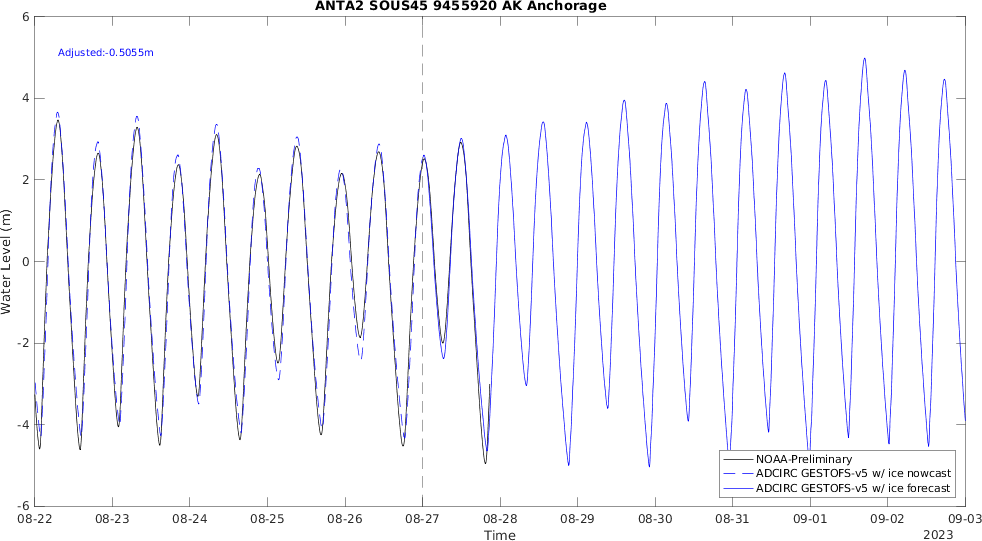 ANTA2 SOUS45 9455920 AK Anchorage
6
Adjusted:-0.5055m
4
2
0
-2
-4
-6
Water Level (m)
NOAA-Preliminary
ADCIRC GESTOFS-v5 w/ ice nowcast
ADCIRC GESTOFS-v5 w/ ice forecast
08-22 08-23 08-24 08-25 08-26 08-27 08-28 08-29 08-30 08-31 09-01 09-02 09-03
Time
2023